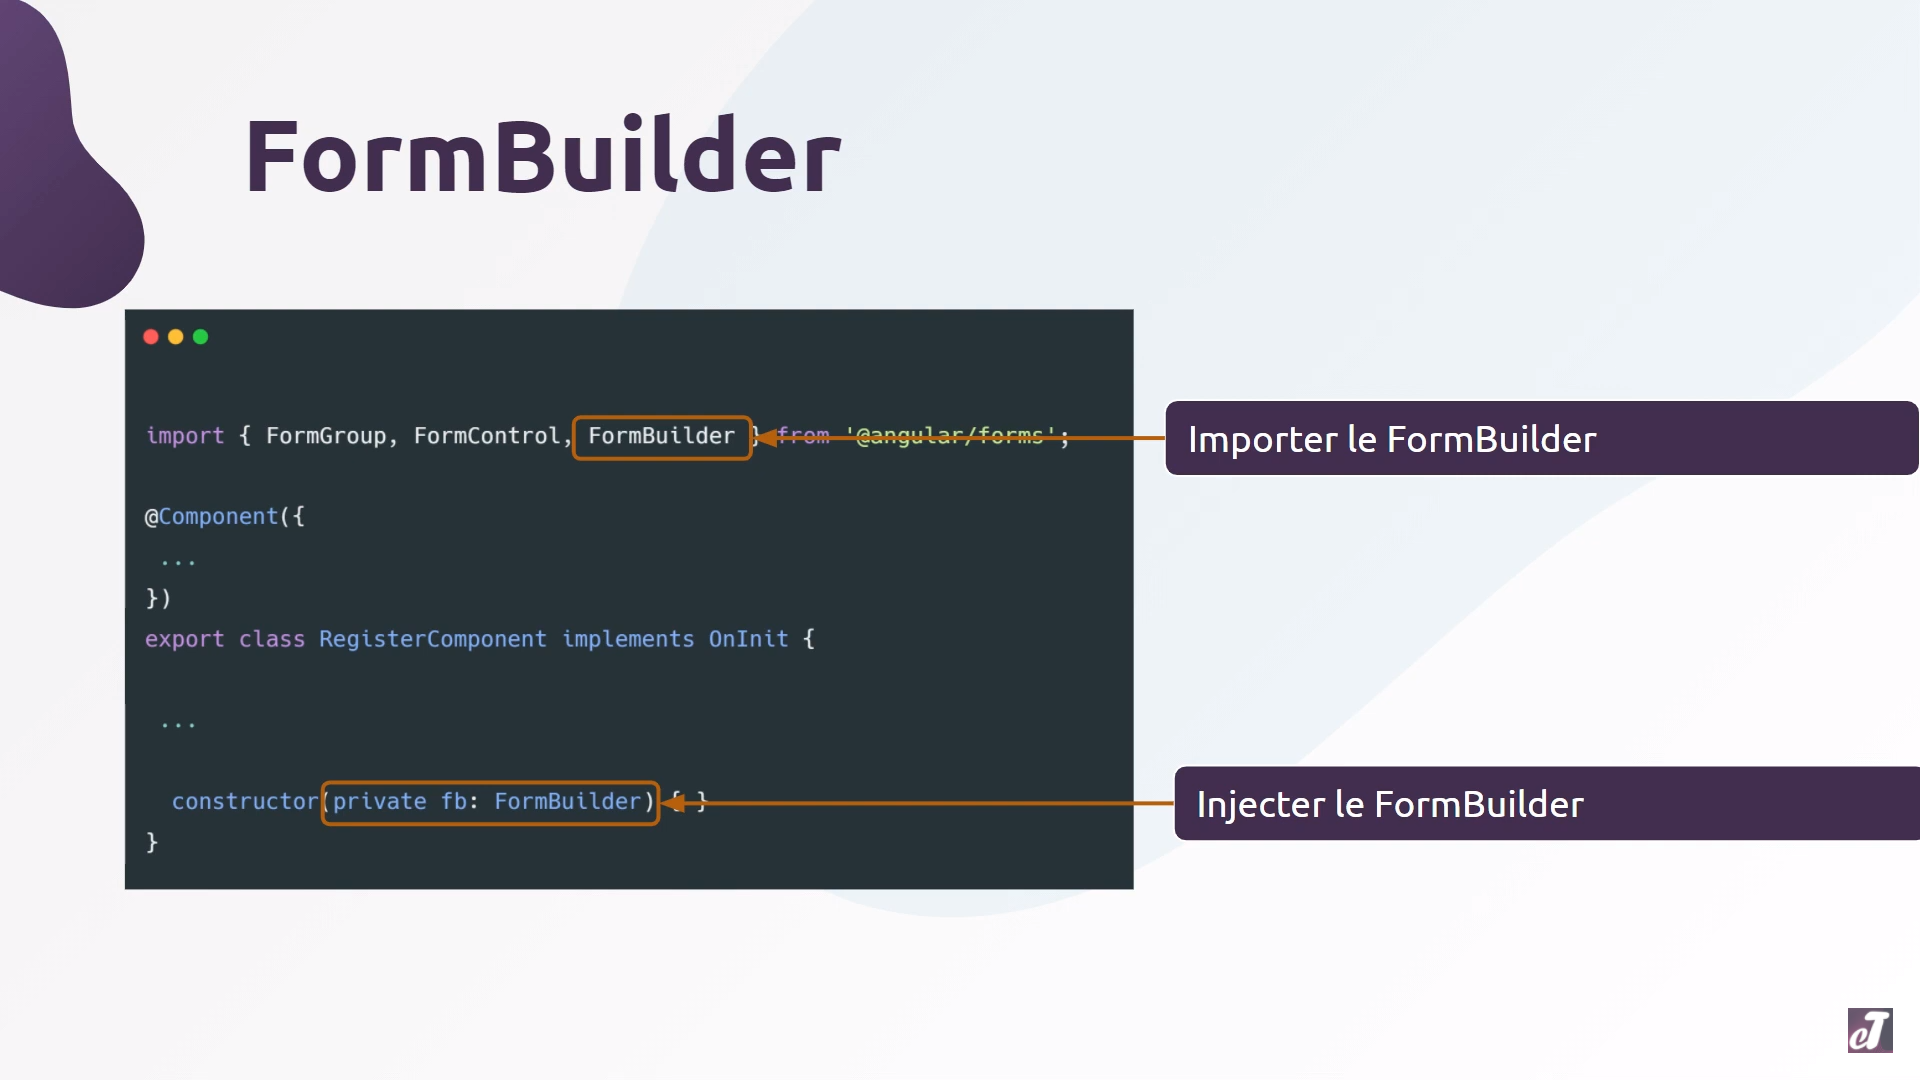 FormBuilder
import { FormGroup, FormControl, FormBuilder } from '@angular/forms';
Importer le FormBuilder
@Component({
...
})
export class RegisterComponent implements OnInit {
...
constructor(private fb: FormBuilder) { }
Injecter le FormBuilder
}
eT